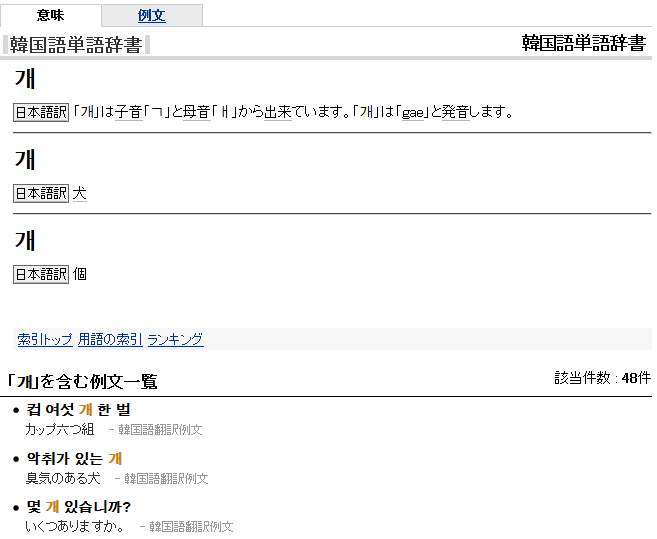 意味 例文
韓国語単語辞書 韓国語単語辞書
개
日本語訳 「개」は子音「ㄱ」と母音「ㅐ」から出来ています。「개」は「gae」と発音します。
개
日本語訳 犬
개
日本語訳 個
索引トップ 用語の索引 ランキング
「개」を含む例文一覧 該当件数 : 48件
컵 여섯 개 한 벌
カップ六つ組 - 韓国語翻訳例文
악취가 있는 개
臭気のある犬 - 韓国語翻訳例文
몇 개 있습니까?
いくつありますか。 - 韓国語翻訳例文